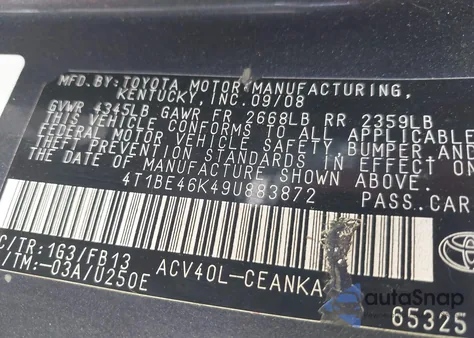 MFD.BY:TOYOTA MOTOR MANUFACTURING,
KENTUCKY, INC. 09/08
GVWR 4345LB GAWR FR 2668LB RR 2359LB
THIS VEHICLE CONFORMS TO ALL APPLICABLE
FEDERAL MOTOR VEHICLE SAFETY, BUMPER AND
THEFT PREVENTION STANDARDS IN EFFECT ON
THE DATE OF MANUFACTURE SHOWN ABOVE.
4T1BE46K49U883872 PASS.CAR
C/TR:1G3/FB13 ACV40L-CEANKA
/TM:-03A/U250E
65325
autoSnap